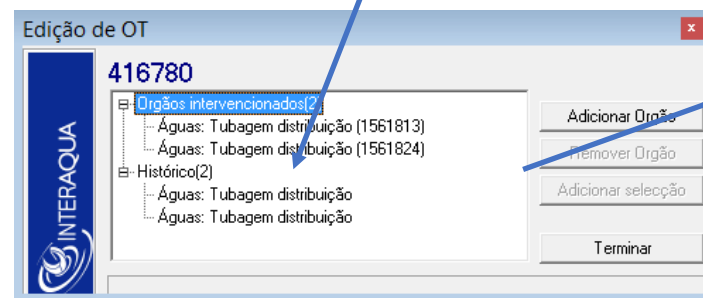 Edição de OT
x
416780
Orgãos intervencionados(2)
Águas: Tubagem distribuição (1561813)
Águas: Tubagem distribuição (1561824)
Histórico(2)
Águas: Tubagem distribuição
Águas: Tubagem distribuição
Adicionar Orgão
Remover Orgão
Adicionar selecção
Terminar
INTERAQUA